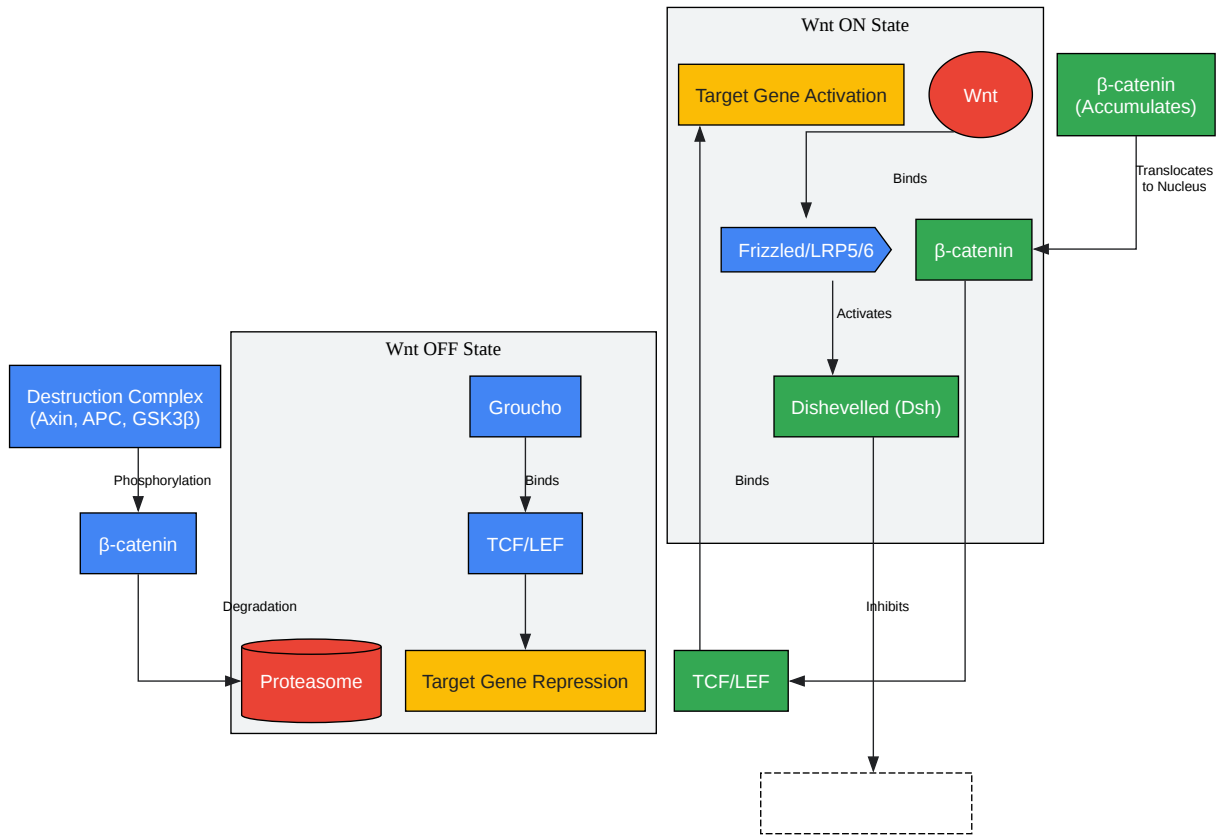 Wnt ON State
Target Gene Activation
Wnt
β-catenin
(Accumulates)
Binds
Translocates
to Nucleus
Frizzled/LRP5/6
β-catenin
Activates
Wnt OFF State
Destruction Complex
(Axin, APC, GSK3β)
Groucho
Dishevelled (Dsh)
Phosphorylation
Binds
Binds
β-catenin
TCF/LEF
Degradation
Inhibits
Proteasome
Target Gene Repression
TCF/LEF